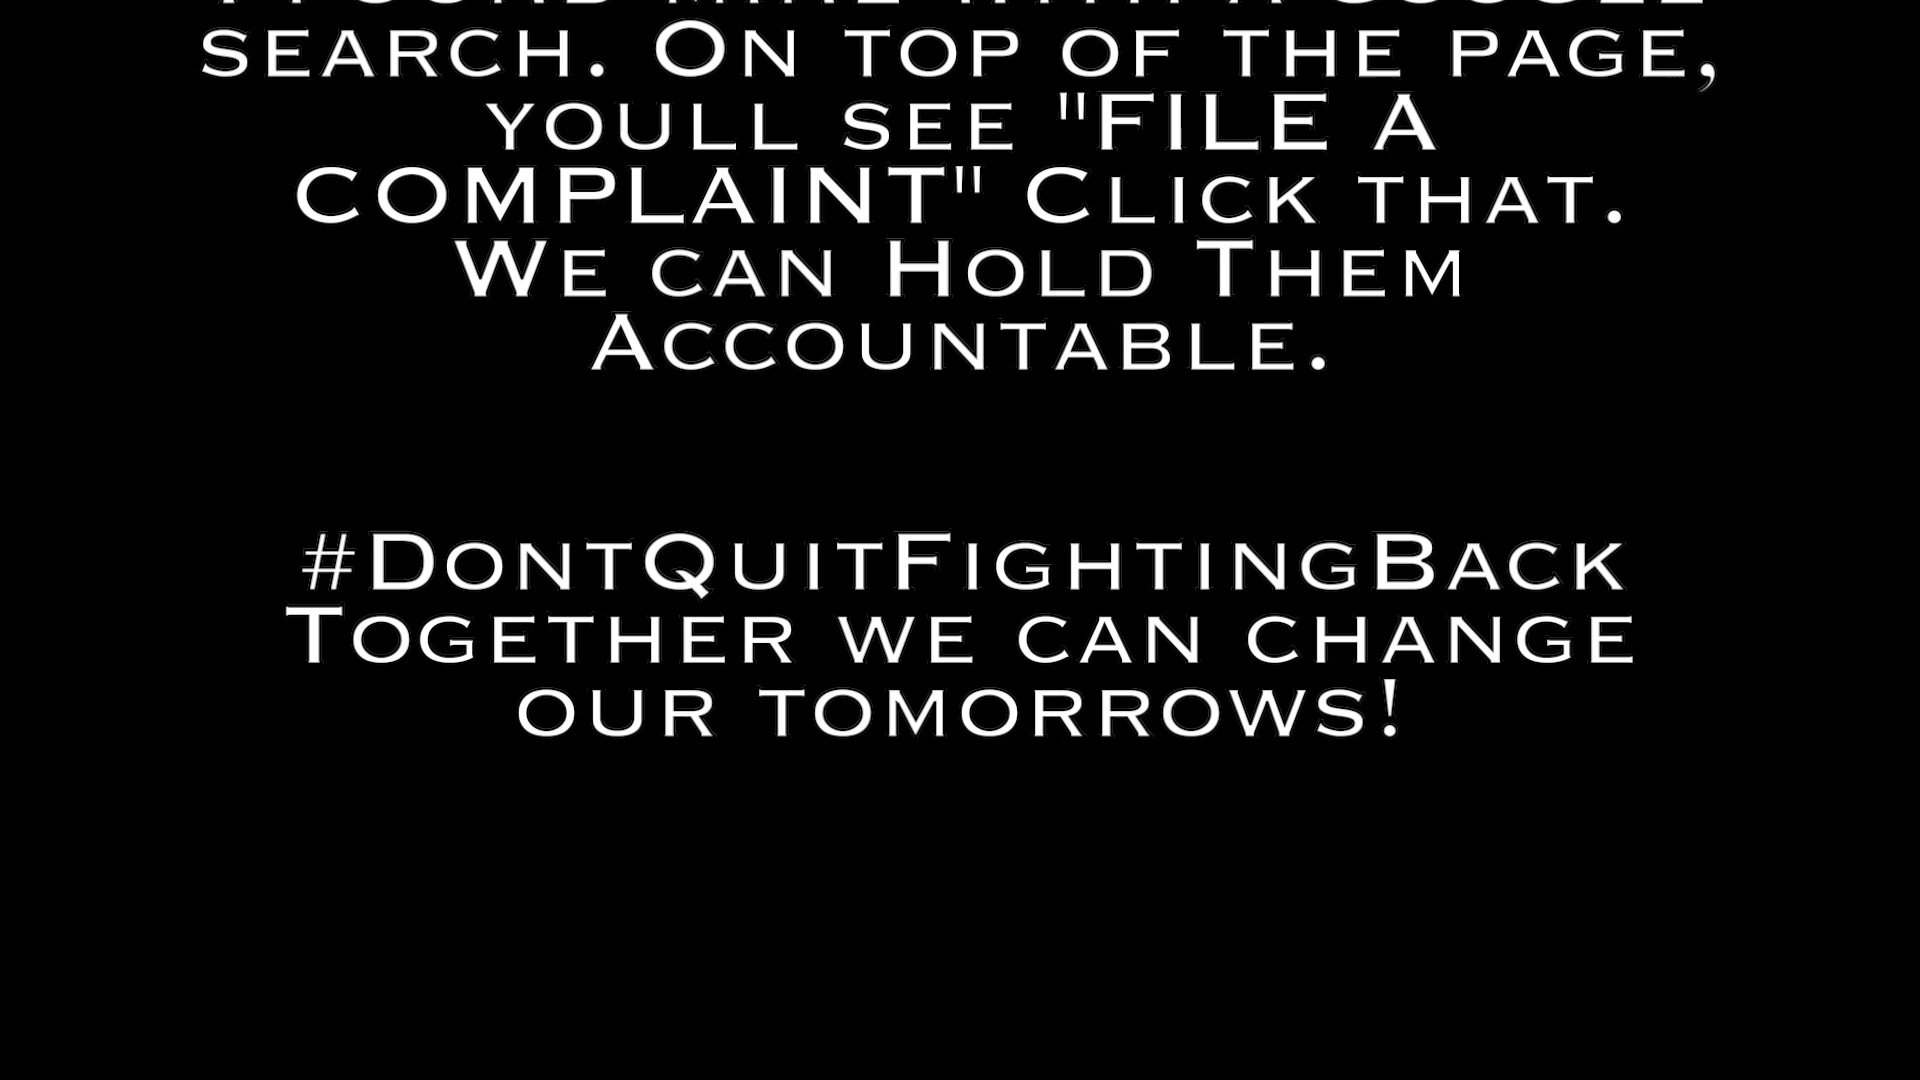 search. On top of the page,
youll see "FILE A
COMPLAINT" Click that.
We can Hold Them
Accountable.
#DontQuitFightingBack
Together we can change
our tomorrows!